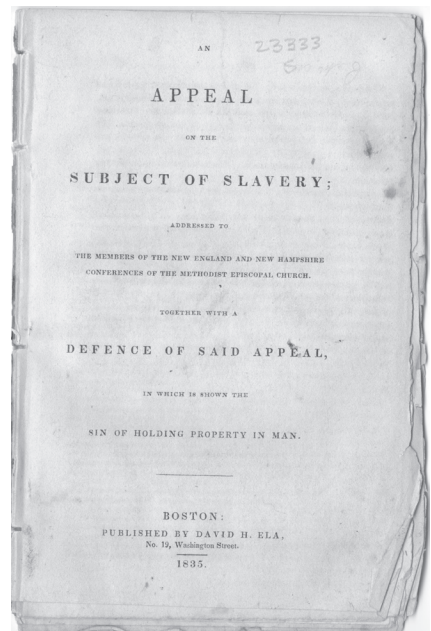 AN
23333
APPEAL
ON THE
SUBJECT OF SLAVERY;
ADDRESSED TO
THE MEMBERS OF THE NEW ENGLAND AND NEW HAMPSHIRE
CONFERENCES OF THE METHODIST EPISCOPAL CHURCH.
TOGETHER WITH A
DEFENCE OF SAID APPEAL,
IN WHICH IS SHOWN THE
SIN OF HOLDING PROPERTY IN MAN.
BOSTON:
PUBLISHED BY DAVID H. ELA,
No. 19, Washington Street.
1835.